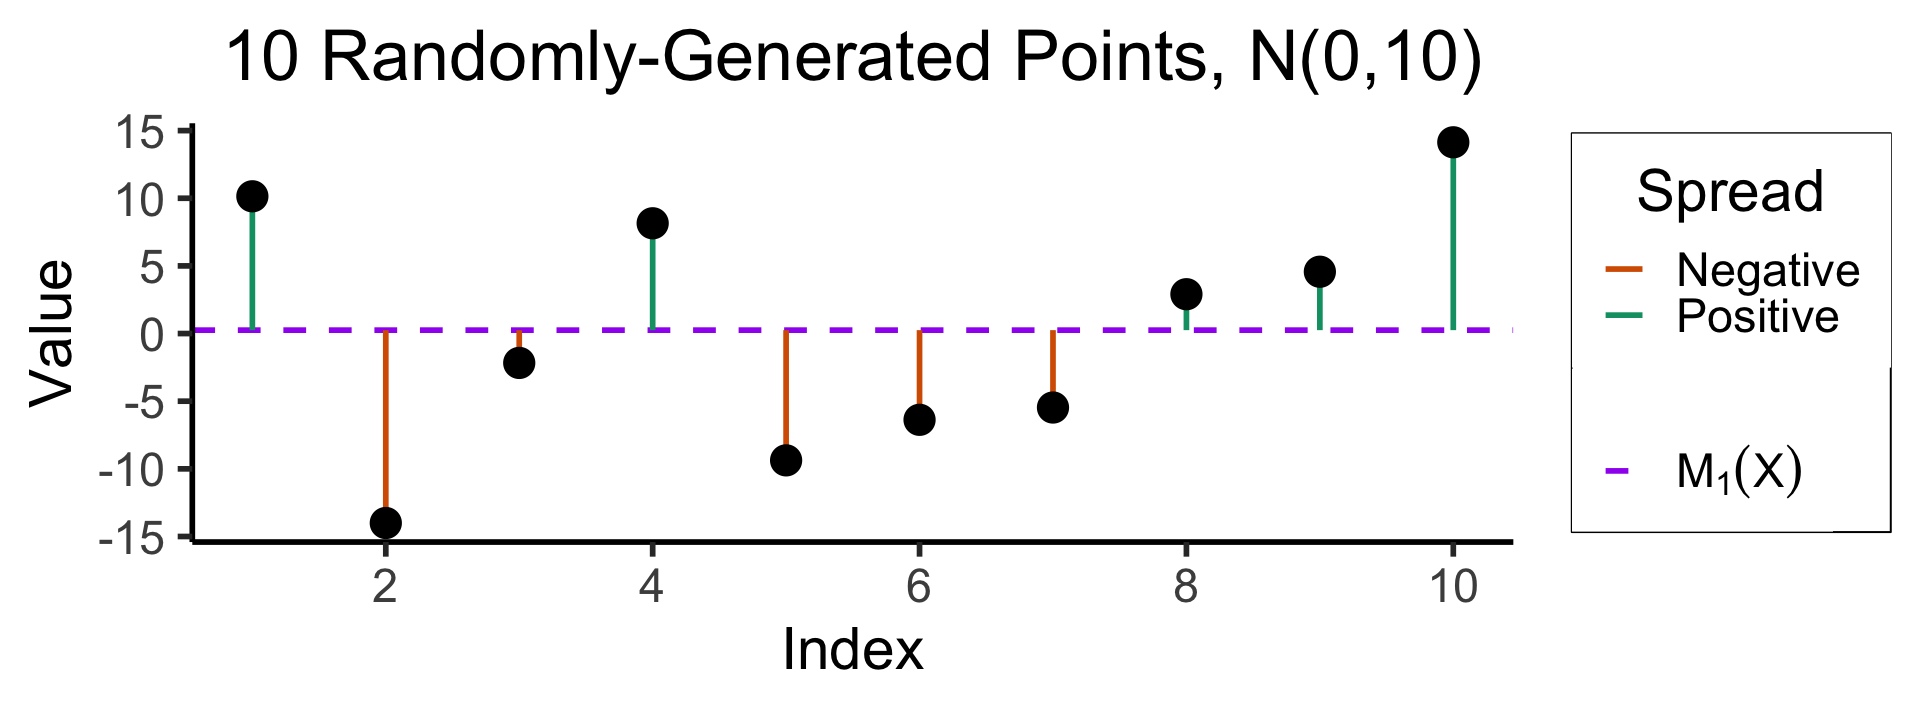 10 Randomly-Generated Points, N(0,10)
15
10
5
0
-5
-10
-15
Value
2
4
6
8
10
Index
Spread
Negative
Positive
M₁(X)